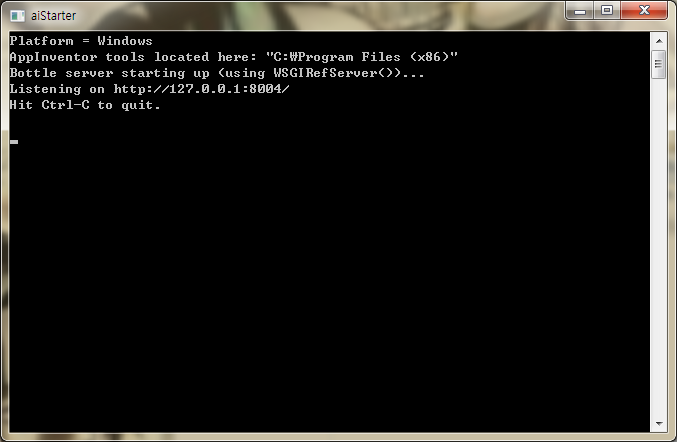 aiStarter
Platform = Windows
AppInventor tools located here: "C:₩Program Files (x86)"
Bottle server starting up (using WSGIRefServer())...
Listening on http://127.0.0.1:8004/
Hit Ctrl-C to quit.